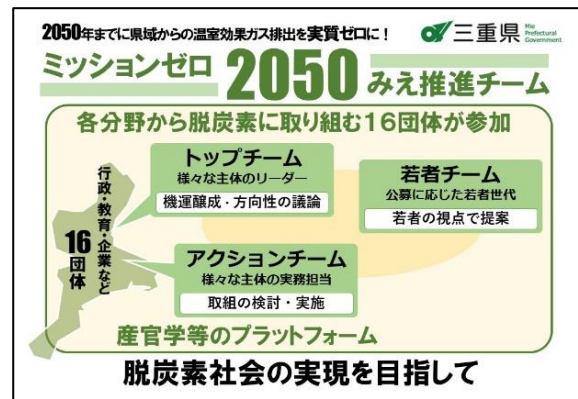 2050年までに県域からの温室効果ガス排出を実質ゼロに！
三重県
Mie Prefectural Government
ミッションゼロ 2050 みえ推進チーム
各分野から脱炭素に取り組む16団体が参加
行政・教育・企業など
16団体
トップチーム
様々な主体のリーダー
機運醸成・方向性の議論
若者チーム
公募に応じた若者世代
若者の視点で提案
アクションチーム
様々な主体の実務担当
取組の検討・実施
産官学等のプラットフォーム
脱炭素社会の実現を目指して